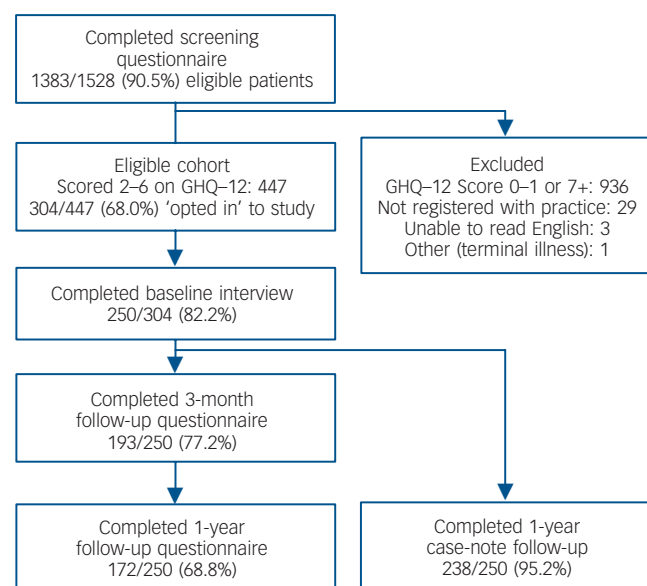 Completed screening
questionnaire
1383/1528 (90.5%) eligible patients
Eligible cohort
Scored 2–6 on GHQ–12: 447
304/447 (68.0%) ‘opted in’ to study
Excluded
GHQ–12 Score 0–1 or 7+: 936
Not registered with practice: 29
Unable to read English: 3
Other (terminal illness): 1
Completed baseline interview
250/304 (82.2%)
Completed 3-month
follow-up questionnaire
193/250 (77.2%)
Completed 1-year
follow-up questionnaire
172/250 (68.8%)
Completed 1-year
case-note follow-up
238/250 (95.2%)